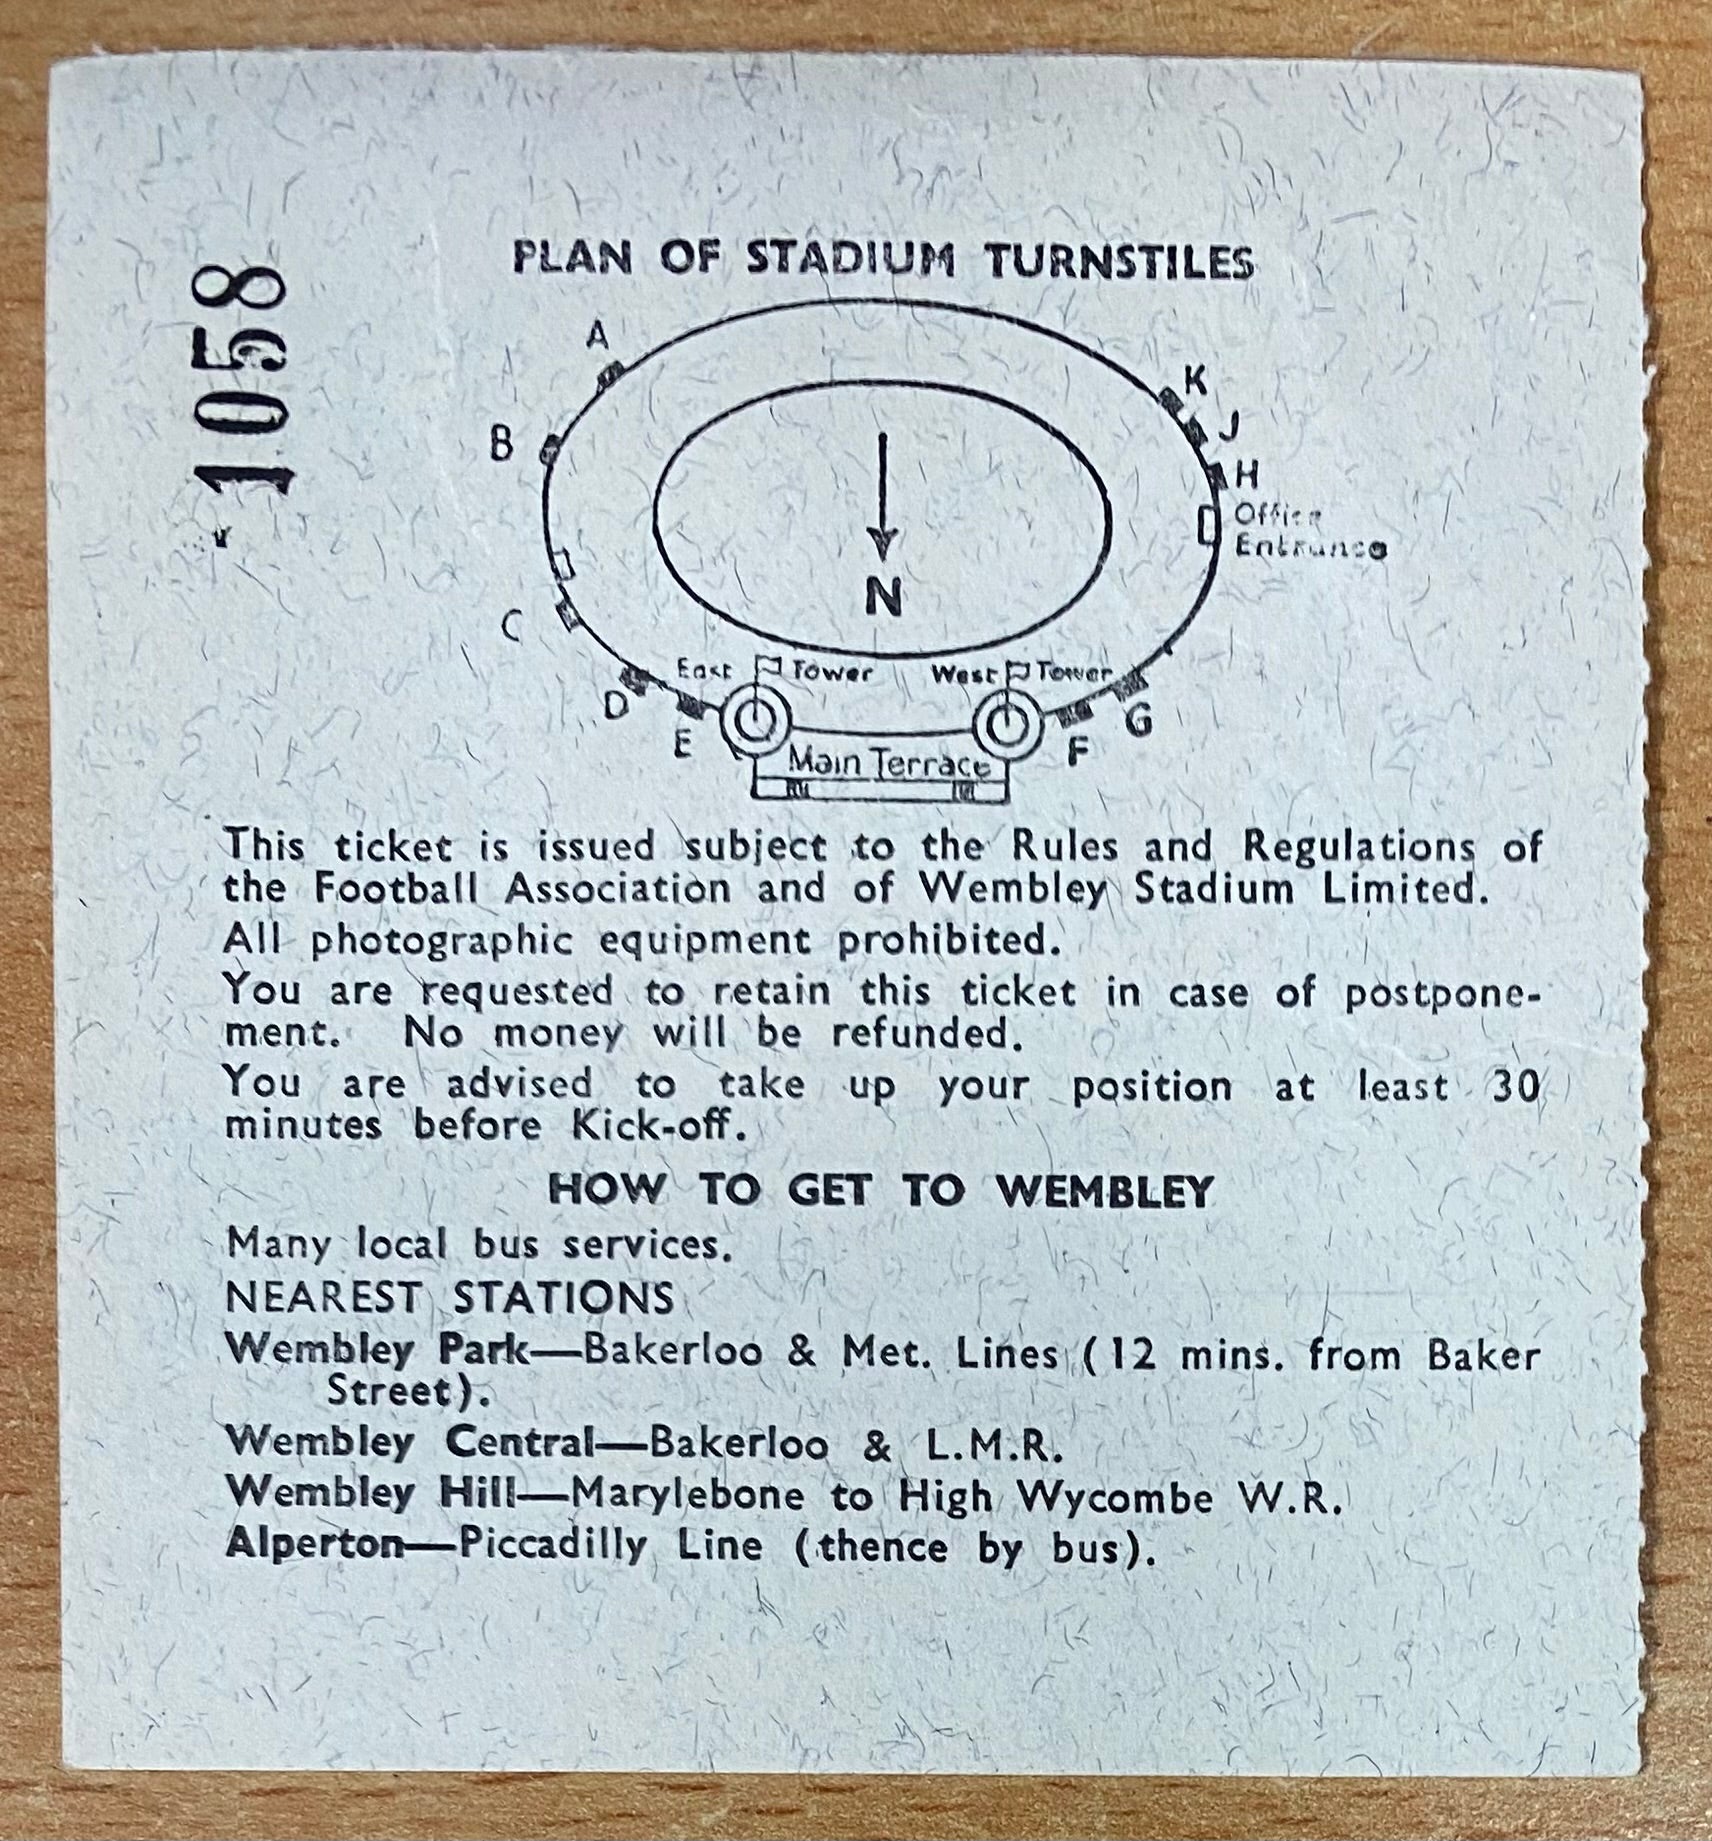 1058
PLAN OF STADIUM TURNSTILES
A
B
C
D
E
K
J
H
Office
Entrance
N
East Tower
West Tower
G
F
Main Terrace
This ticket is issued subject to the Rules and Regulations of
the Football Association and of Wembley Stadium Limited.
All photographic equipment prohibited.
You are requested to retain this ticket in case of postpone-
ment. No money will be refunded.
You are advised to take up your position at least 30
minutes before Kick-off.
HOW TO GET TO WEMBLEY
Many local bus services.
NEAREST STATIONS
Wembley Park—Bakerloo & Met. Lines (12 mins. from Baker
Street).
Wembley Central—Bakerloo & L.M.R.
Wembley Hill—Marylebone to High Wycombe W.R.
Alperton—Piccadilly Line (thence by bus).